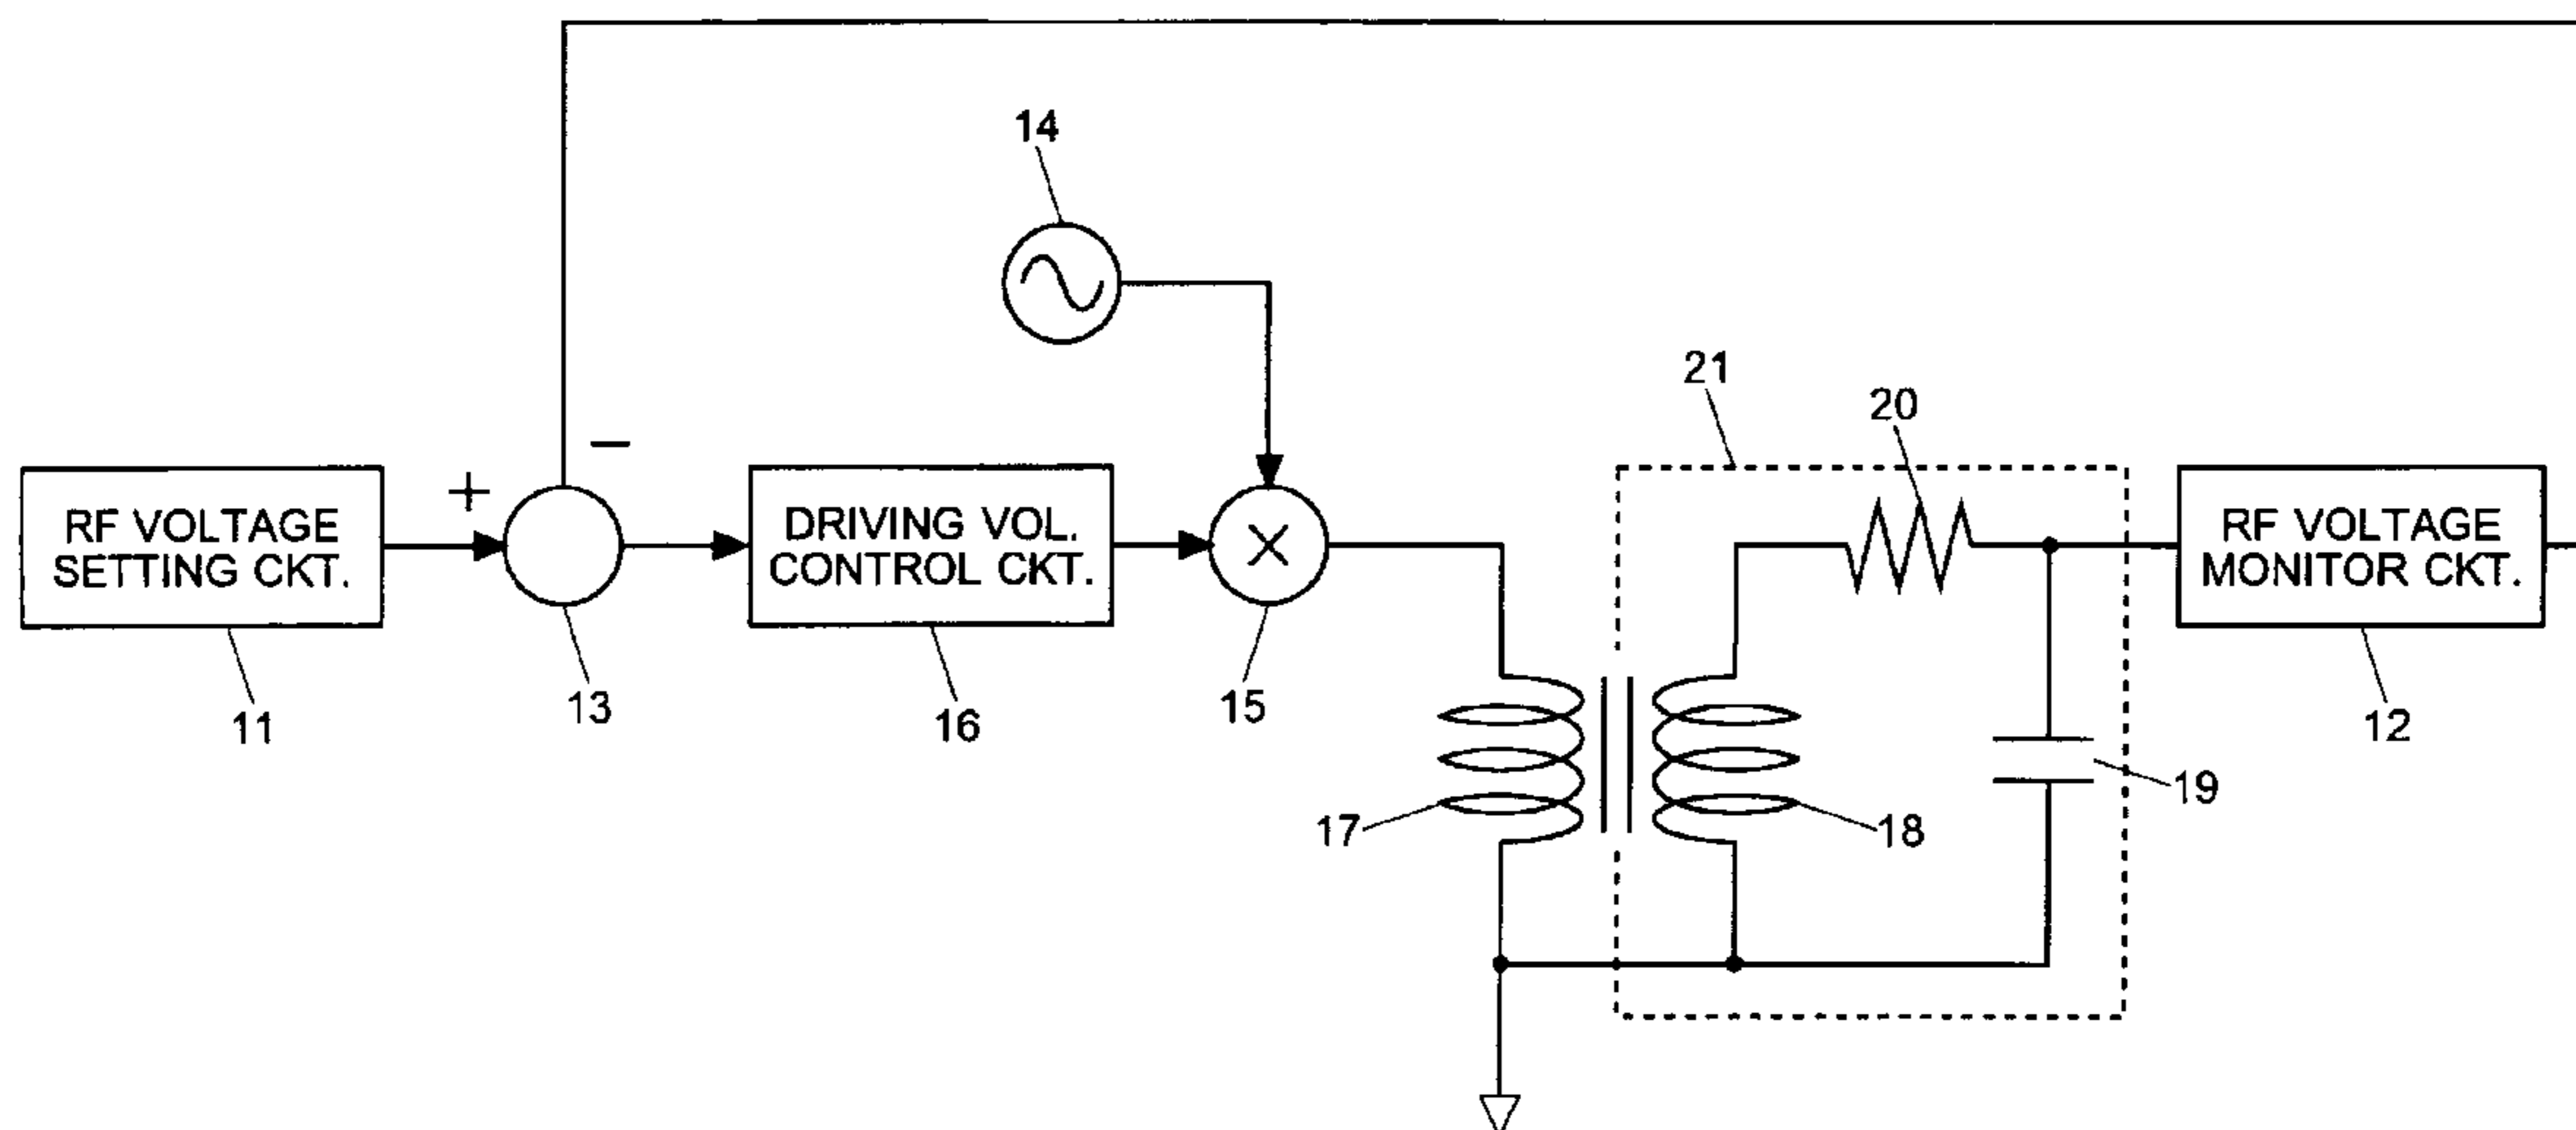 14
21
20
−
+
RF VOLTAGE
SETTING CKT.
DRIVING VOL.
CONTROL CKT.
×
RF VOLTAGE
MONITOR CKT.
11
13
16
15
12
17
18
19